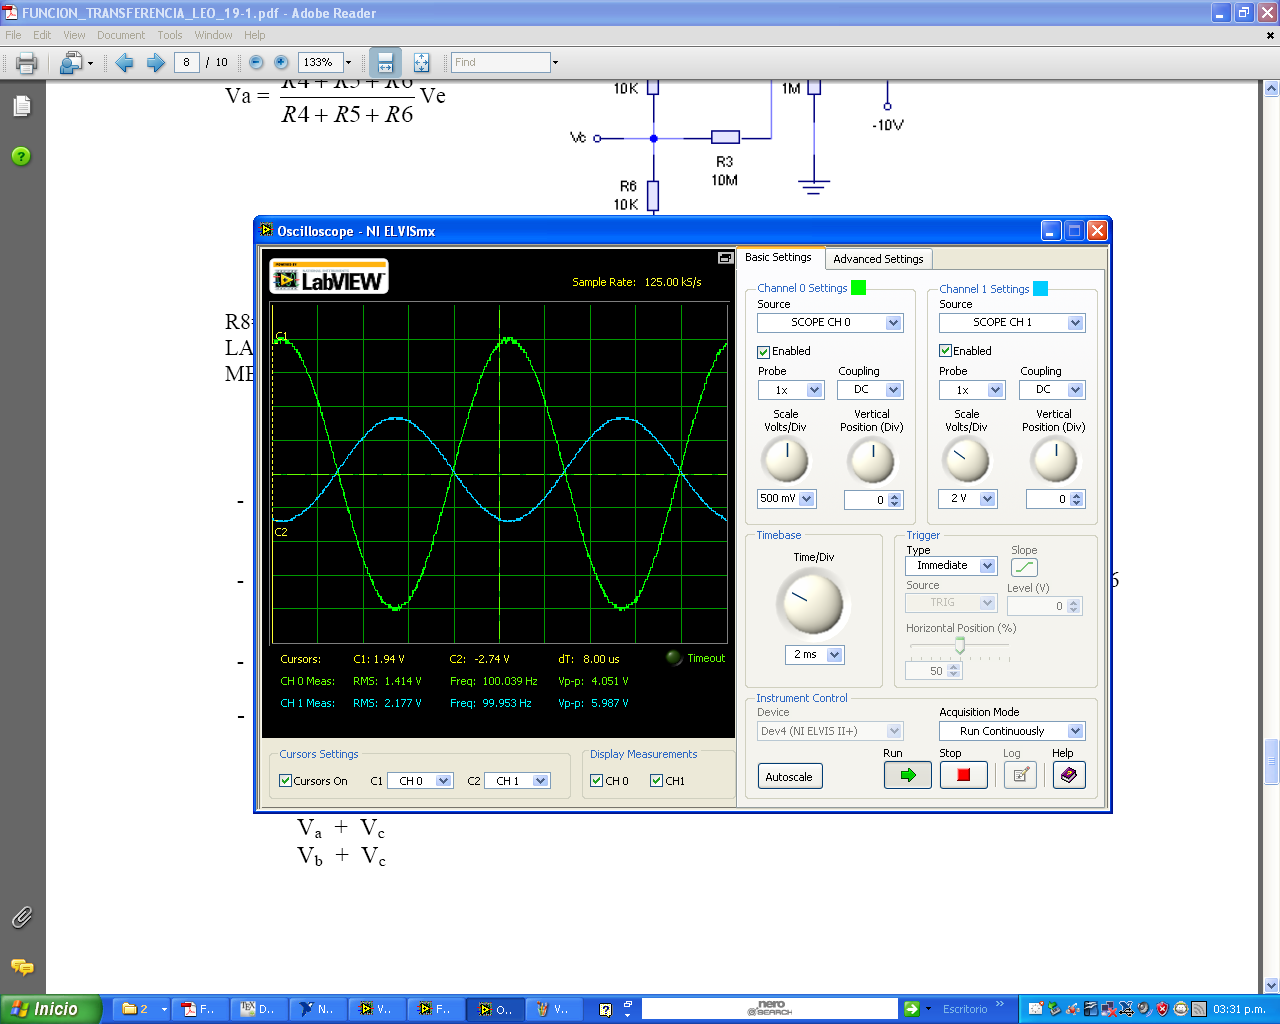 FUNCION_TRANSFERENCIA_LEO_19-1.pdf - Adobe Reader
File Edit View Document Tools Window Help
8 / 10 133% Find
Va = R4 + R5 + R6 Ve
R4 + R5 + R6
10K
1M
-10V
Vc
R3
10M
R6
10K
Oscilloscope - NI ELVISmx
POWERED BY
NATIONAL INSTRUMENTS
LabVIEW
Sample Rate: 125.00 kS/s
C1
C2
Cursors: C1: 1.94 V C2: -2.74 V dT: 8.00 us Timeout
CH 0 Meas: RMS: 1.414 V Freq: 100.039 Hz Vp-p: 4.051 V
CH 1 Meas: RMS: 2.177 V Freq: 99.953 Hz Vp-p: 5.987 V
Cursors Settings
Cursors On C1 CH 0 C2 CH 1
Display Measurements
CH 0 CH1
Basic Settings Advanced Settings
Channel 0 Settings
Source
SCOPE CH 0
Enabled
Probe Coupling
1x DC
Scale Volts/Div
Vertical Position (Div)
500 mV 0
Channel 1 Settings
Source
SCOPE CH 1
Enabled
Probe Coupling
1x DC
Scale Volts/Div
Vertical Position (Div)
2 V 0
Timebase
Time/Div
2 ms
Trigger
Type Slope
Immediate
Source Level (V)
TRIG 0
Horizontal Position (%)
50
Instrument Control
Device Acquisition Mode
Dev4 (NI ELVIS II+) Run Continuously
Run Stop Log Help
Autoscale
R8=
LA
ME
-
-
6
-
-
Va + Vc
Vb + Vc
Inicio 2 F.. D.. N.. V.. F.. O.. V.. nero SEARCH Escritorio 03:31 p.m.